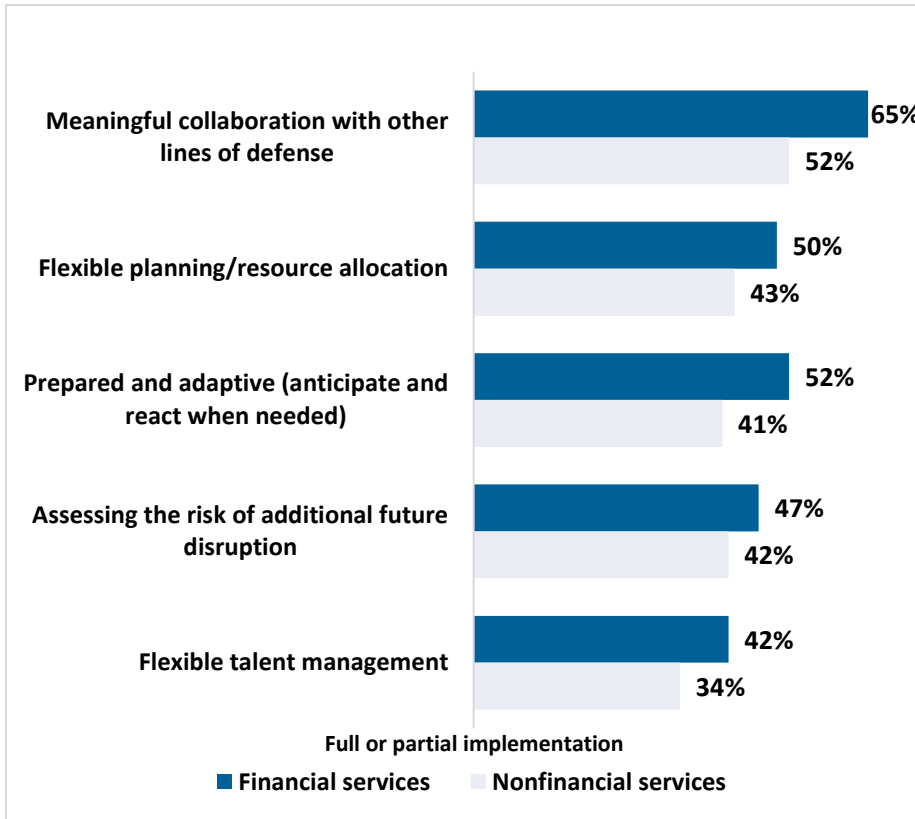 Meaningful collaboration with other
lines of defense
65%
52%
Flexible planning/resource allocation
50%
43%
Prepared and adaptive (anticipate and
react when needed)
52%
41%
Assessing the risk of additional future
disruption
47%
42%
Flexible talent management
42%
34%
Full or partial implementation
Financial services
Nonfinancial services